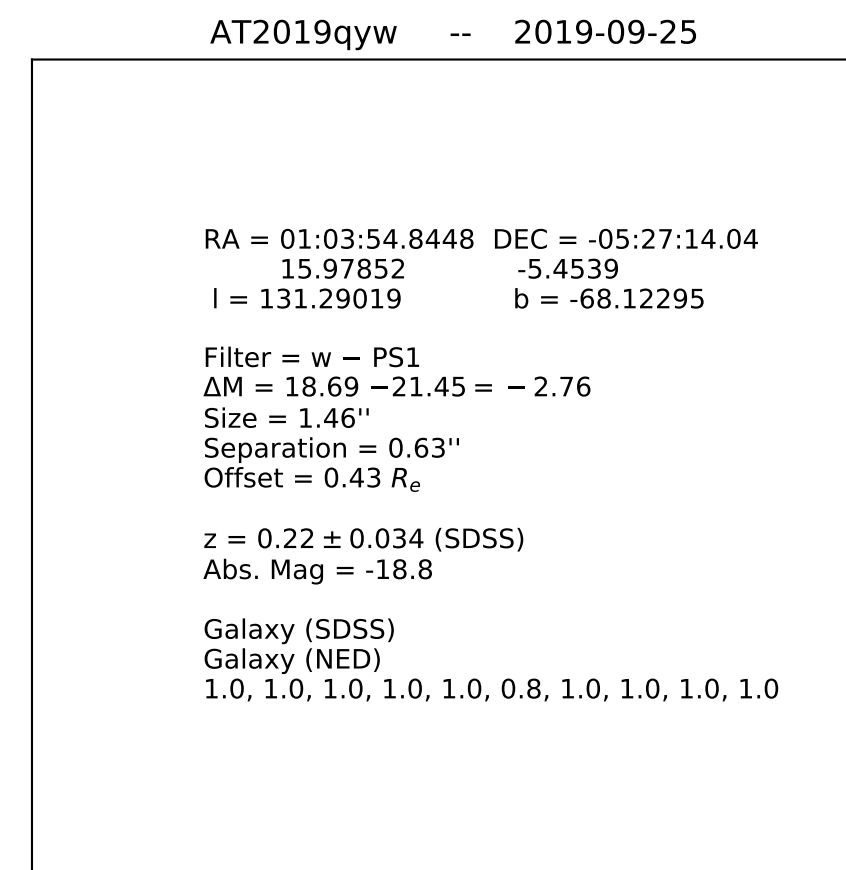 AT2019qyw -- 2019-09-25
RA = 01:03:54.8448 DEC = -05:27:14.04
15.97852 -5.4539
l = 131.29019 b = -68.12295
Filter = w − PS1
ΔM = 18.69 −21.45 = − 2.76
Size = 1.46''
Separation = 0.63''
Offset = 0.43 Rₑ
z = 0.22 ± 0.034 (SDSS)
Abs. Mag = -18.8
Galaxy (SDSS)
Galaxy (NED)
1.0, 1.0, 1.0, 1.0, 1.0, 0.8, 1.0, 1.0, 1.0, 1.0